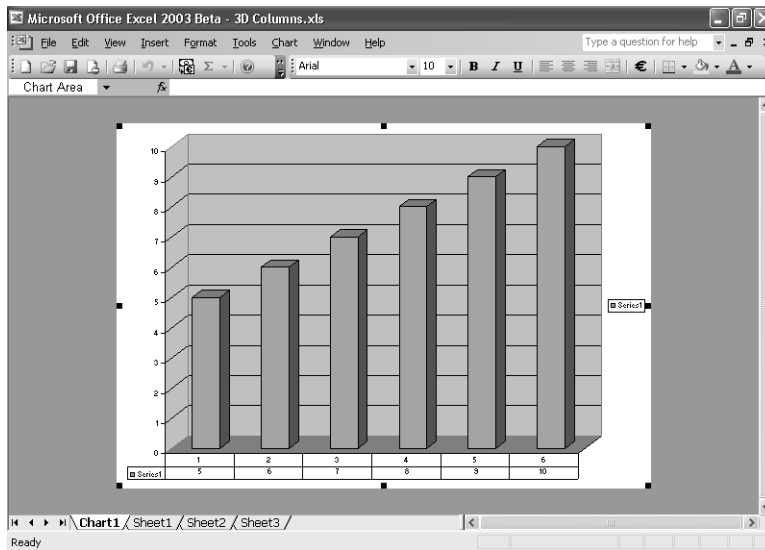 Microsoft Office Excel 2003 Beta - 3D Columns.xls
File Edit View Insert Format Tools Chart Window Help Type a question for help
Arial 10 B I U € A
Chart Area fx
10
9
8
7
6
5
4
3
2
1
0
Series1
1 2 3 4 5 6
Series1 5 6 7 8 9 10
Chart1 Sheet1 Sheet2 Sheet3
Ready